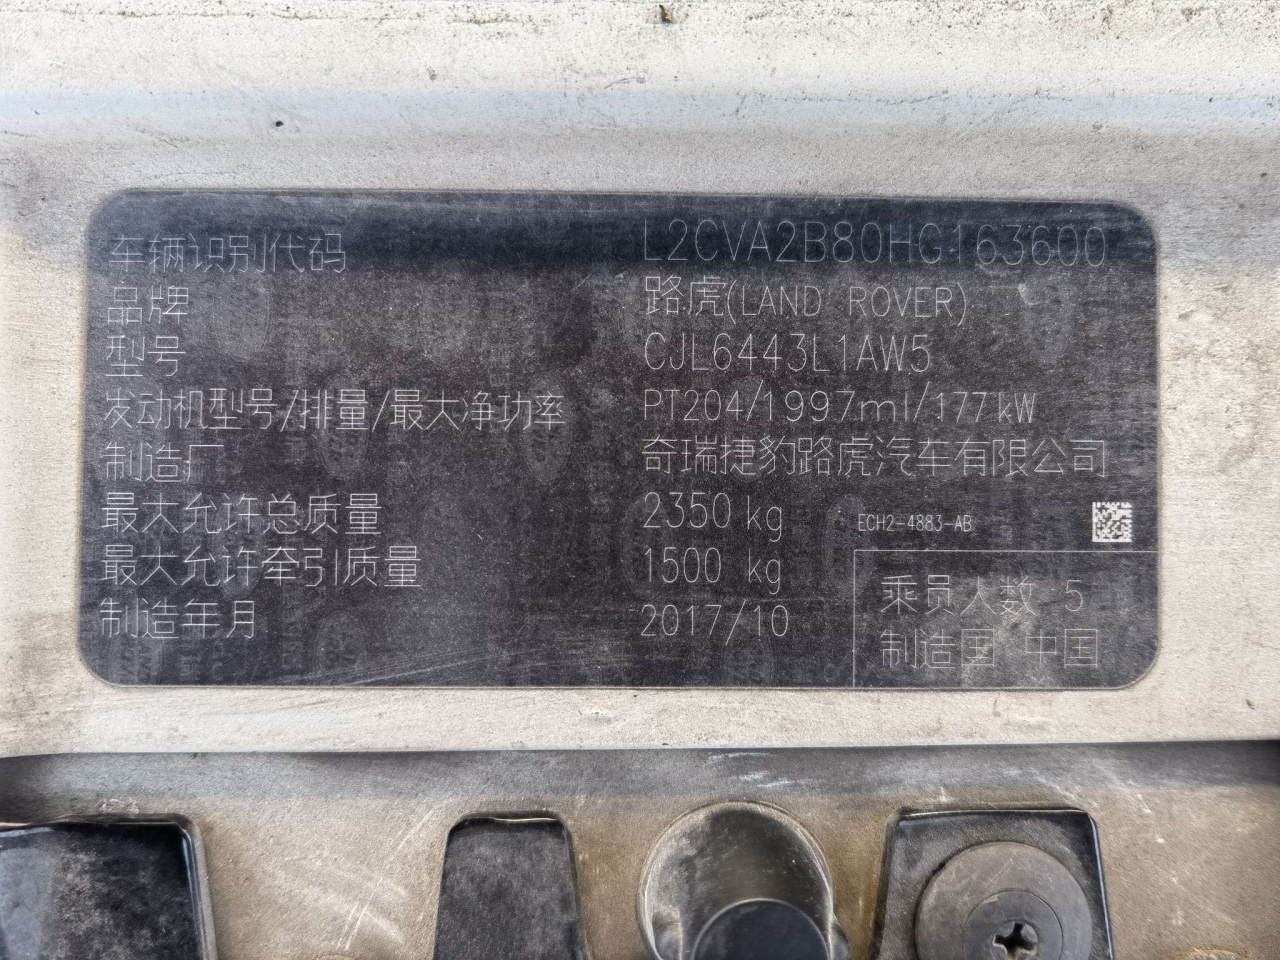 车辆识别代码 L2CVA2B80HG163600
品牌 路虎(LAND ROVER)
型号 CJL6443L1AW5
发动机型号/排量/最大净功率 PT204/1997ml/177kW
制造厂 奇瑞捷豹路虎汽车有限公司
最大允许总质量 2350 kg
ECH2-4883-AB
最大允许牵引质量 1500 kg
乘员人数 5
制造年月 2017/10
制造国 中国